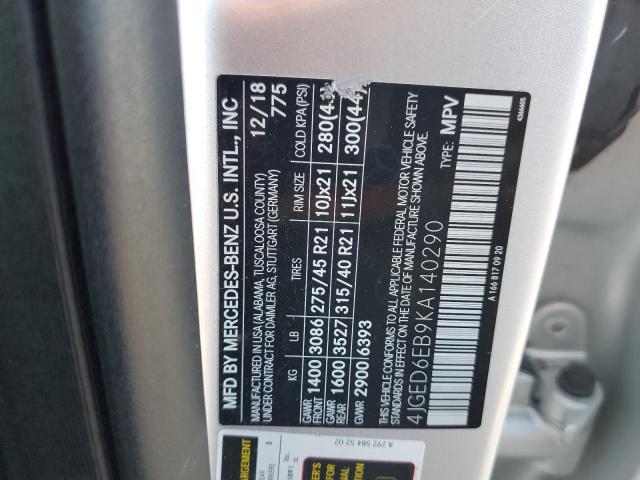 MFD BY MERCEDES-BENZ U.S. INTL., INC
MANUFACTURED IN USA (ALABAMA, TUSCALOOSA COUNTY) 12/18
UNDER CONTRACT FOR DAIMLER AG, STUTTGART (GERMANY) 775
KG LB TIRES RIM SIZE COLD KPA (PSI)
GAWR FRONT 1400 3086 275/45 R21 10Jx21 280(4
GAWR REAR 1600 3527 315/40 R21 11Jx21 300(44
GVWR 2900 6393
THIS VEHICLE CONFORMS TO ALL APPLICABLE FEDERAL MOTOR VEHICLE SAFETY
STANDARDS IN EFFECT ON THE DATE OF MANUFACTURE SHOWN ABOVE.
4JGED6EB9KA140290 TYPE: MPV
A 166 817 09 20
A 292 584 52 02